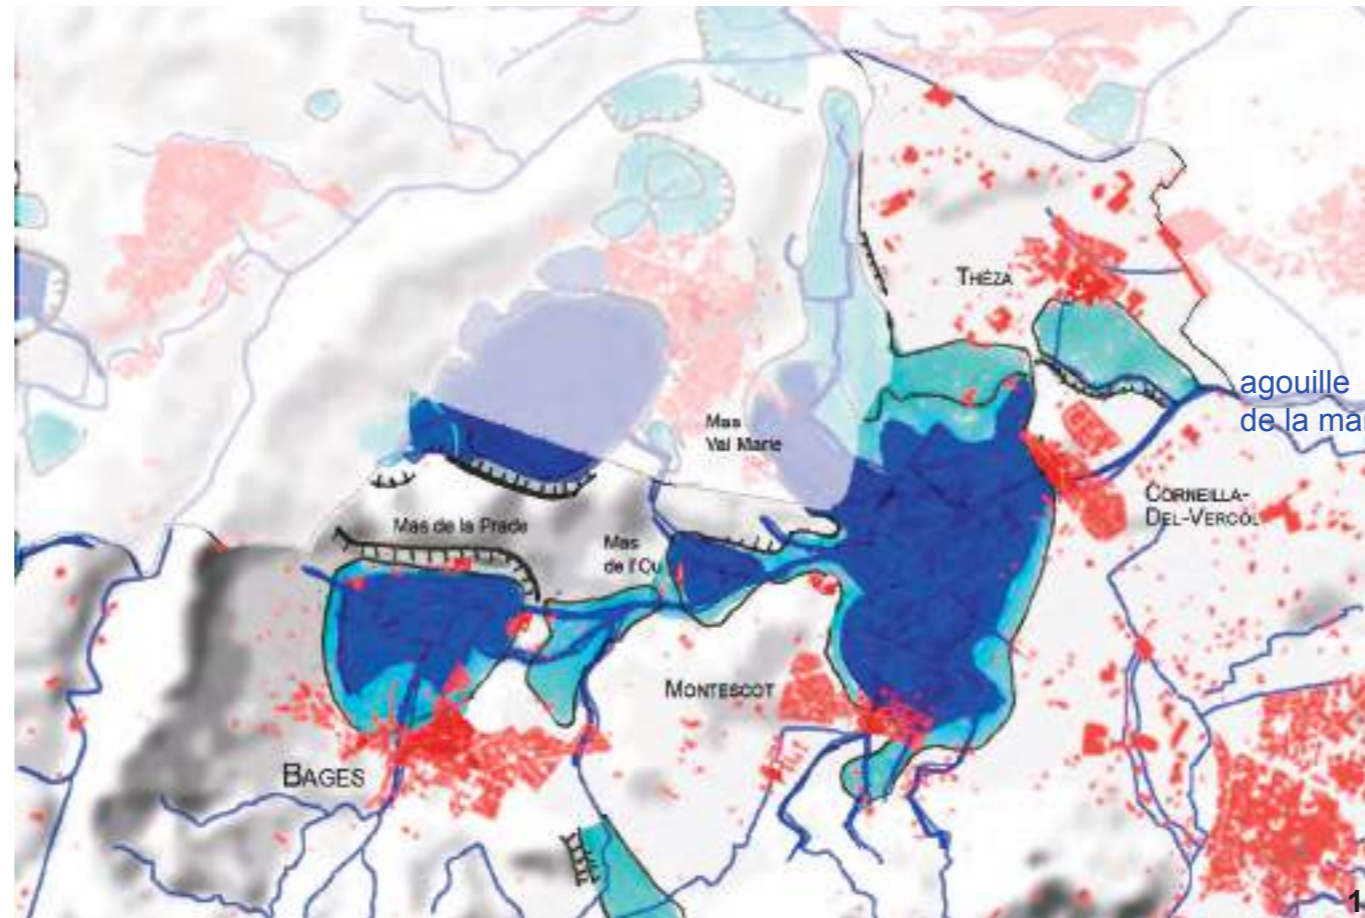 THÉZA
agouille
de la mar
Mas
Val Marie
CORNEILLA-
DEL-VERCOL
Mas de la Prade
Mas
de l'Ou
MONTESCOT
BAGES
1